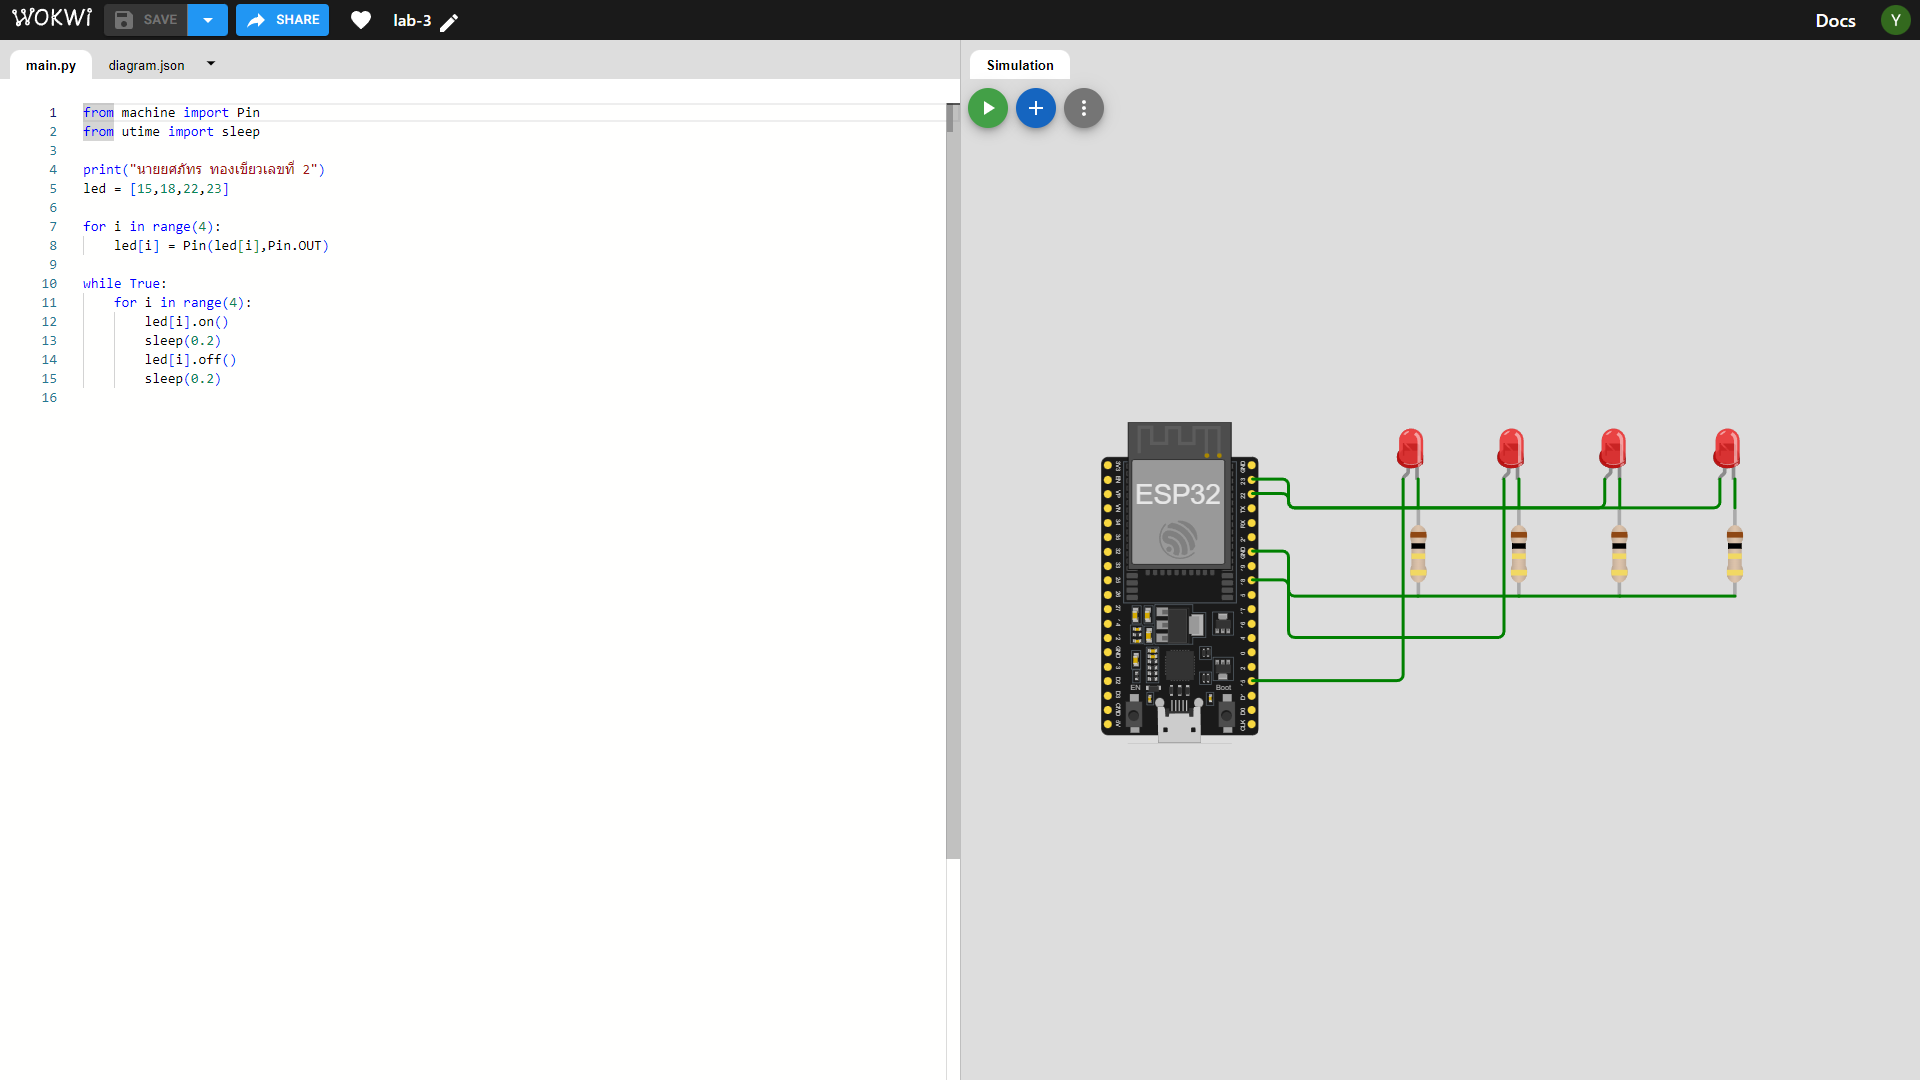 WOKWI SAVE SHARE lab-3 Docs Y
main.py diagram.json
Simulation
1 from machine import Pin
2 from utime import sleep
3
4 print("นายยศภัทร ทองเขียวเลขที่ 2")
5 led = [15,18,22,23]
6
7 for i in range(4):
8 led[i] = Pin(led[i],Pin.OUT)
9
10 while True:
11 for i in range(4):
12 led[i].on()
13 sleep(0.2)
14 led[i].off()
15 sleep(0.2)
16
ESP32
EN Boot